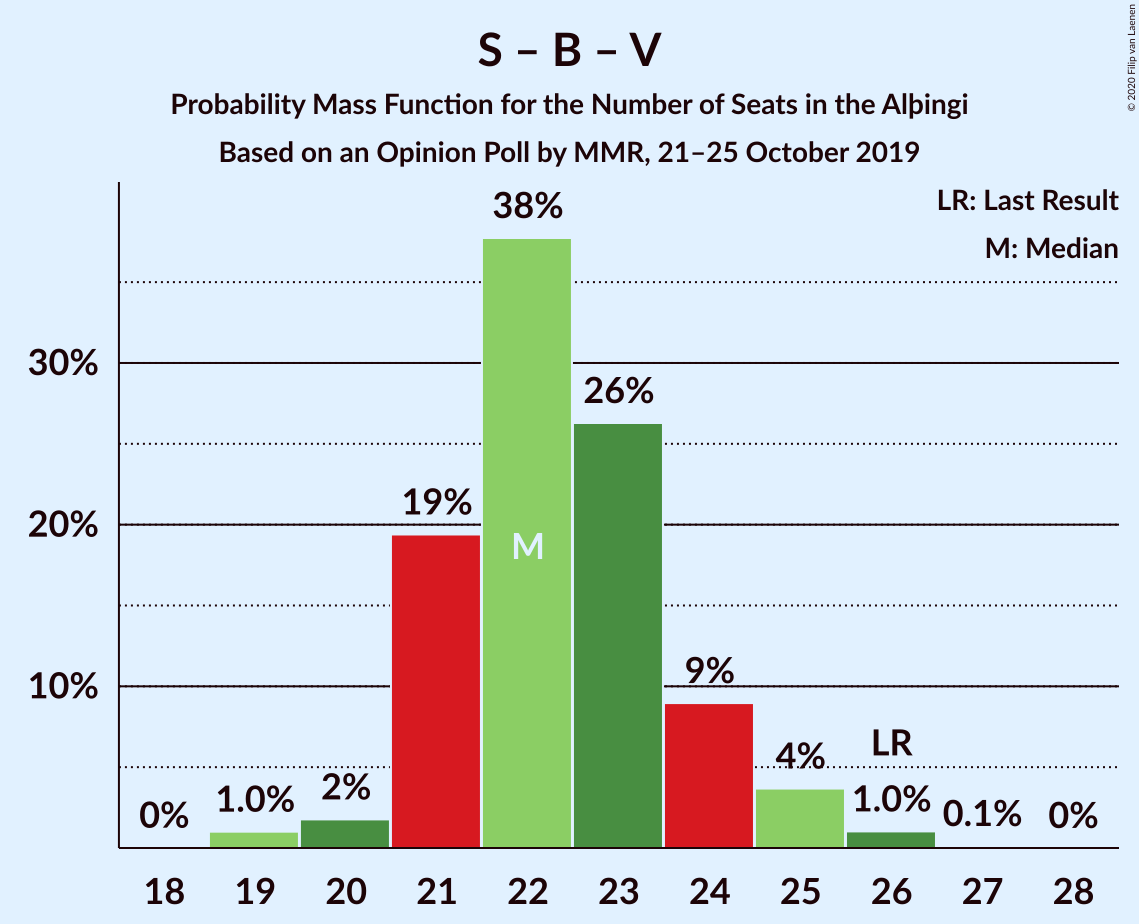 S – B – V
Probability Mass Function for the Number of Seats in the Alþingi
Based on an Opinion Poll by MMR, 21–25 October 2019
© 2020 Filip van Laenen
LR: Last Result
M: Median
38%
30%
26%
20%
19%
M
10%
9%
4%
LR
0%
1.0%
2%
1.0%
0.1%
0%
18 19 20 21 22 23 24 25 26 27 28